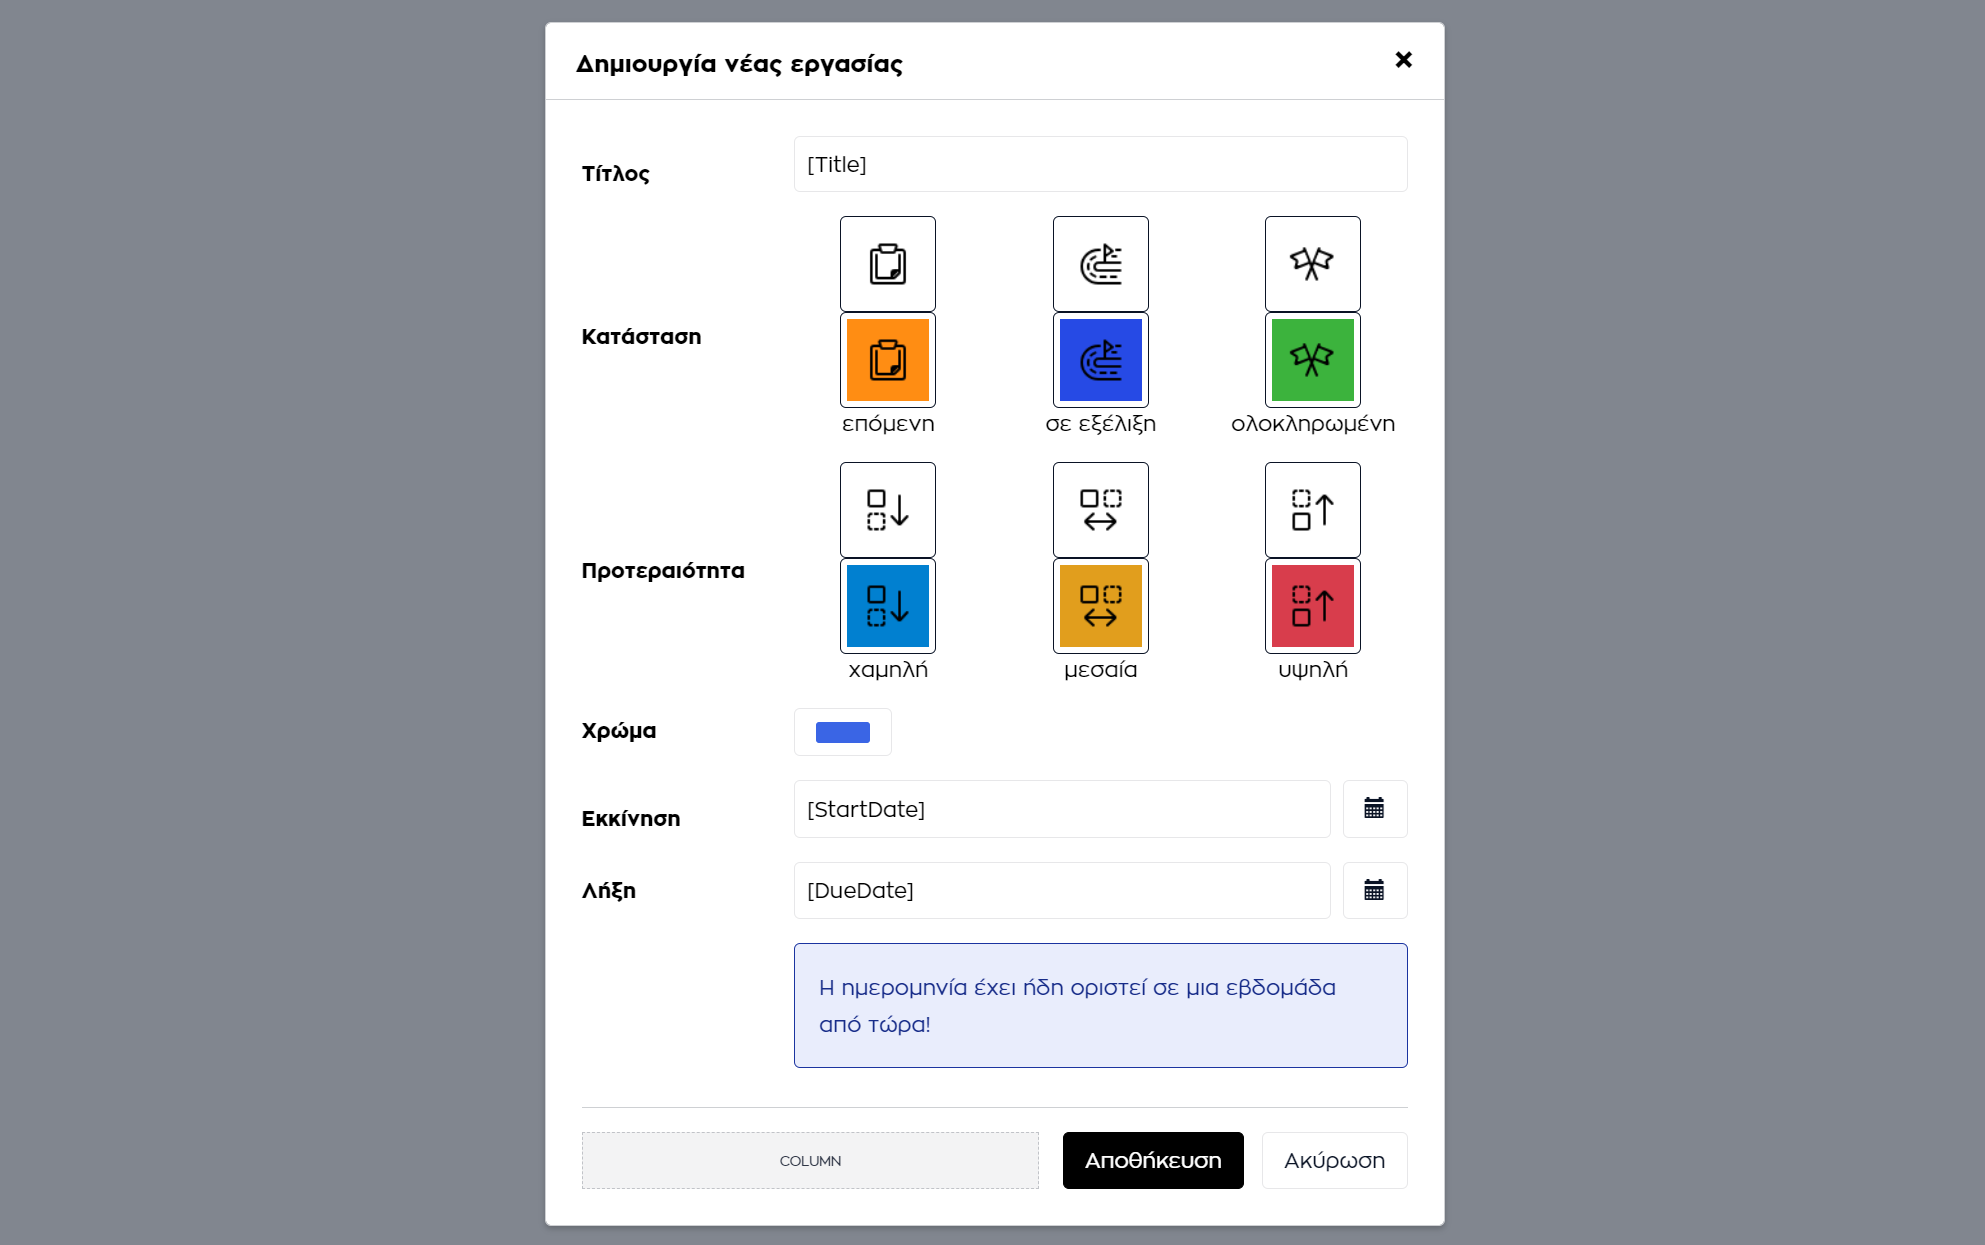 Δημιουργία νέας εργασίας
Τίτλος
[Title]
Κατάσταση
επόμενη
σε εξέλιξη
ολοκληρωμένη
Προτεραιότητα
χαμηλή
μεσαία
υψηλή
Χρώμα
Εκκίνηση
[StartDate]
Λήξη
[DueDate]
Η ημερομηνία έχει ήδη οριστεί σε μια εβδομάδα
από τώρα!
COLUMN
Αποθήκευση
Ακύρωση